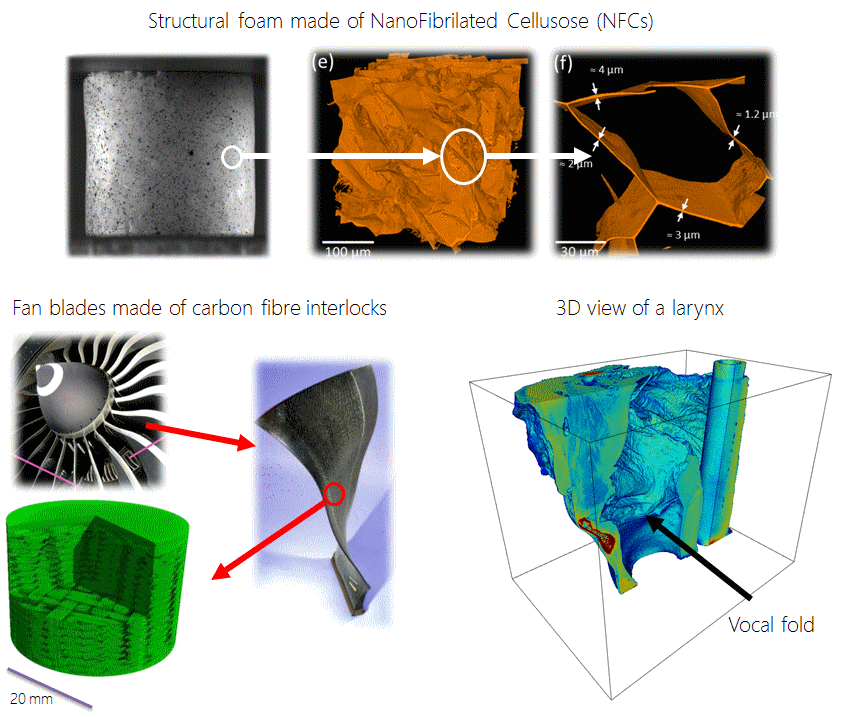 Structural foam made of NanoFibrilated Cellusose (NFCs)
(e)
(f)
≈ 4 µm
≈ 1.2 µm
≈ 2 µm
≈ 3 µm
100 µm
30 µm
Fan blades made of carbon fibre interlocks
3D view of a larynx
Vocal fold
20 mm